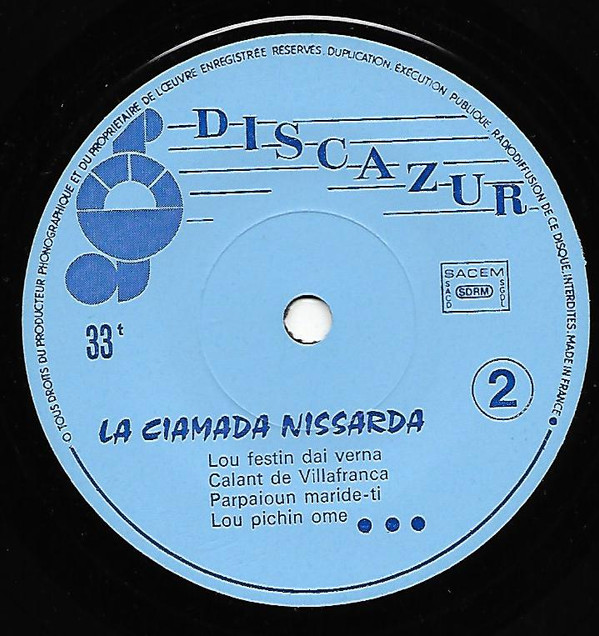 O TOUS DROITS DU PRODUCTEUR PHONOGRAPHIQUE ET DU PROPRIÉTAIRE DE L'ŒUVRE ENREGISTRÉE RÉSERVÉS. DUPLICATION, EXÉCUTION PUBLIQUE, RADIODIFFUSION DE CE DISQUE, INTERDITES. MADE IN FRANCE
DISCAZUR
SACEM
SACD SDRM SGDL
33t
2
LA CIAMADA NISSARDA
Lou festin dai verna
Calant de Villafranca
Parpaioun maride-ti
Lou pichin ome